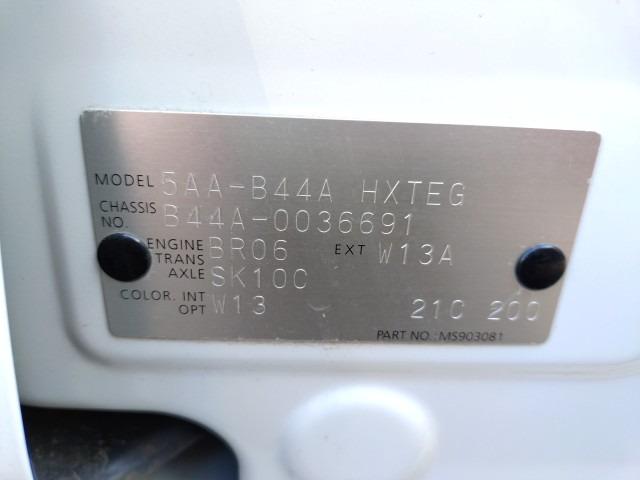 MODEL 5AA-B44A HXTEG
CHASSIS NO. B44A-0036691
ENGINE BR06 EXT W13A
TRANS AXLE SK10C
COLOR. INT W13 21C 200
OPT
PART NO.:MS903081